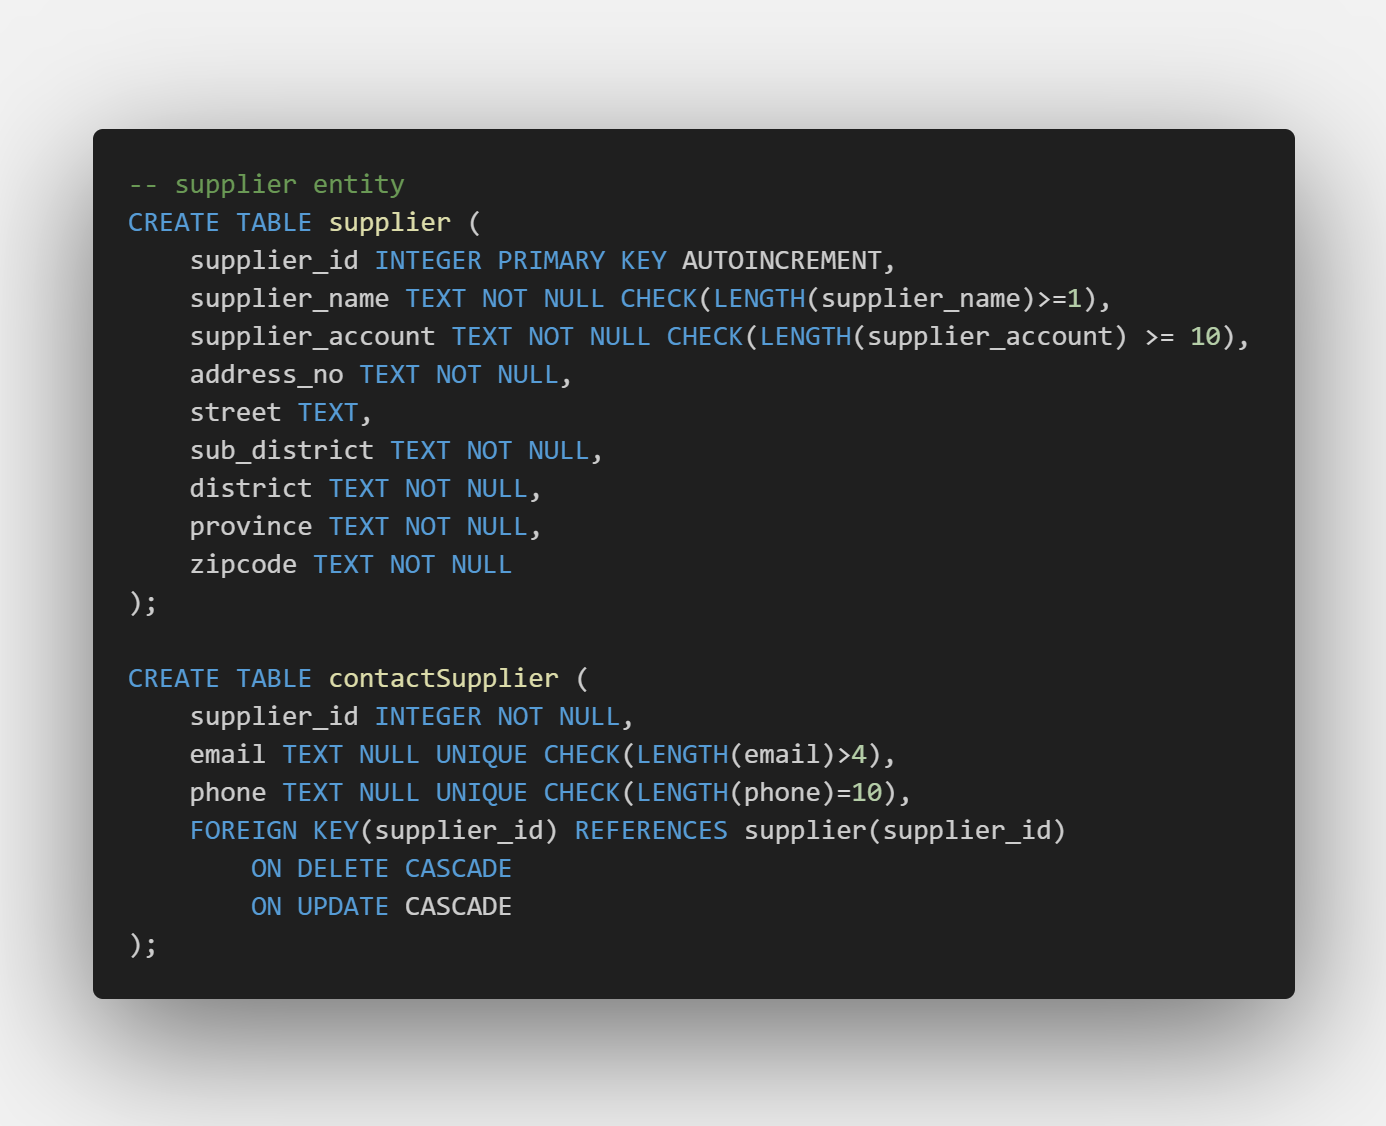 -- supplier entity
CREATE TABLE supplier (
    supplier_id INTEGER PRIMARY KEY AUTOINCREMENT,
    supplier_name TEXT NOT NULL CHECK(LENGTH(supplier_name)>=1),
    supplier_account TEXT NOT NULL CHECK(LENGTH(supplier_account) >= 10),
    address_no TEXT NOT NULL,
    street TEXT,
    sub_district TEXT NOT NULL,
    district TEXT NOT NULL,
    province TEXT NOT NULL,
    zipcode TEXT NOT NULL
);

CREATE TABLE contactSupplier (
    supplier_id INTEGER NOT NULL,
    email TEXT NULL UNIQUE CHECK(LENGTH(email)>4),
    phone TEXT NULL UNIQUE CHECK(LENGTH(phone)=10),
    FOREIGN KEY(supplier_id) REFERENCES supplier(supplier_id)
        ON DELETE CASCADE
        ON UPDATE CASCADE
);